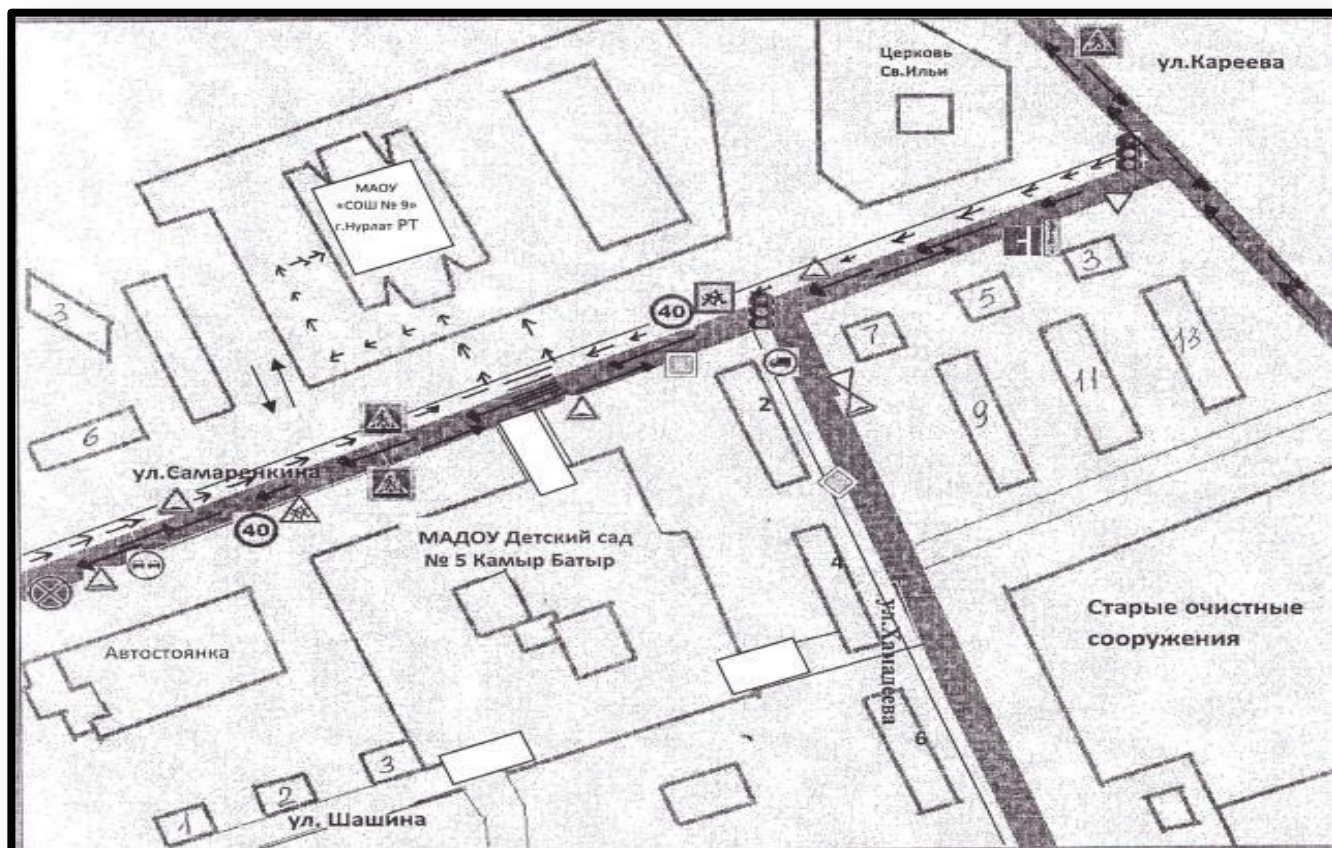 Церковь
Св.Ильи
ул.Кареева
МАОУ
«СОШ № 9»
г.Нурлат РТ
3
3
5
7
40
13
11
9
2
6
ул.Самаренкина
40
МАДОУ Детский сад
№ 5 Камыр Батыр
4
ул.Хамадеева
Старые очистные
сооружения
Автостоянка
6
3
2
1
ул. Шашина